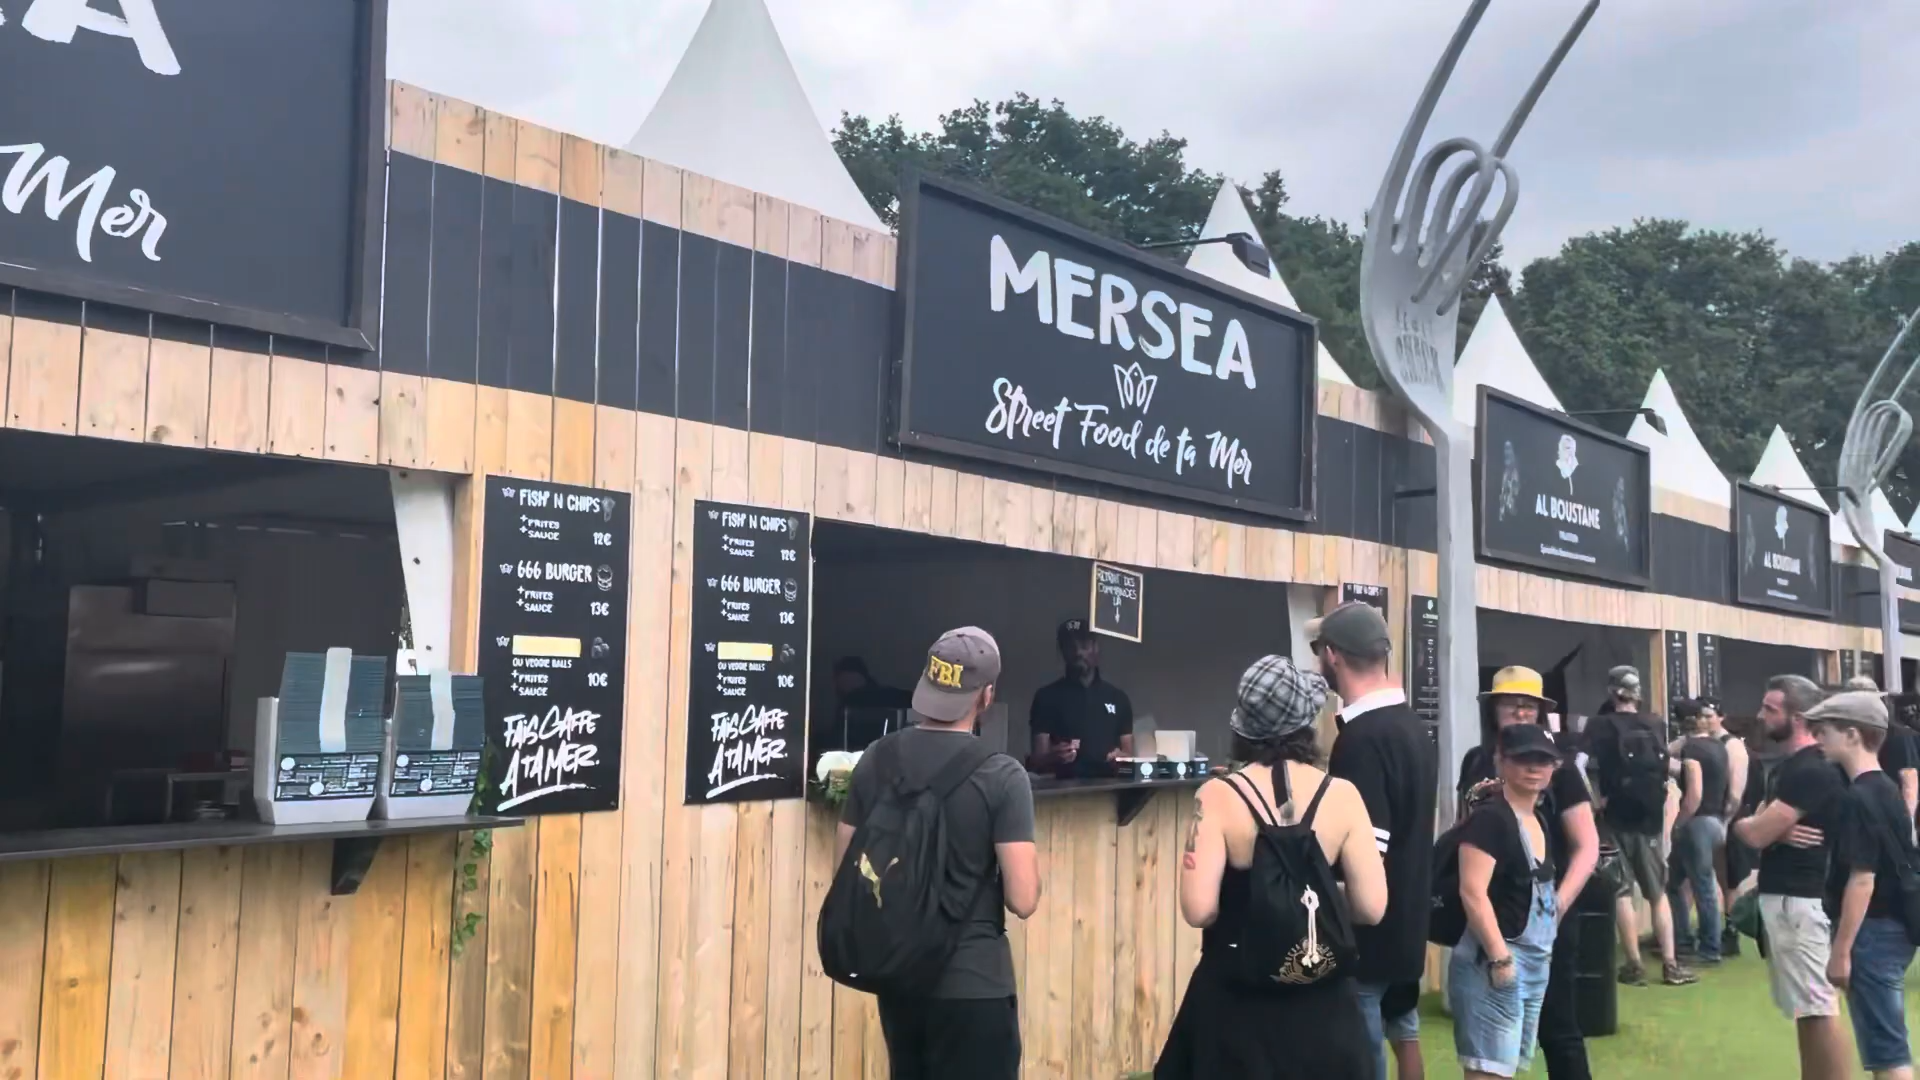 A
Mer
MERSEA
Street Food de ta Mer
FISH' N CHIPS
+FRITES
+SAUCE
12€
666 BURGER
+FRITES
+SAUCE
13€
OU VEGGIE BALLS
+FRITES
+SAUCE
10€
FAIS GAFFE
A TA MER.
FISH' N CHIPS
+FRITES
+SAUCE
12€
666 BURGER
+FRITES
+SAUCE
13€
OU VEGGIE BALLS
+FRITES
+SAUCE
10€
FAIS GAFFE
A TA MER.
RETRAIT DES
COMMANDES
LÀ
FBI
FISH' N CHIPS
AL BOUSTANE
AL BOUSTANE